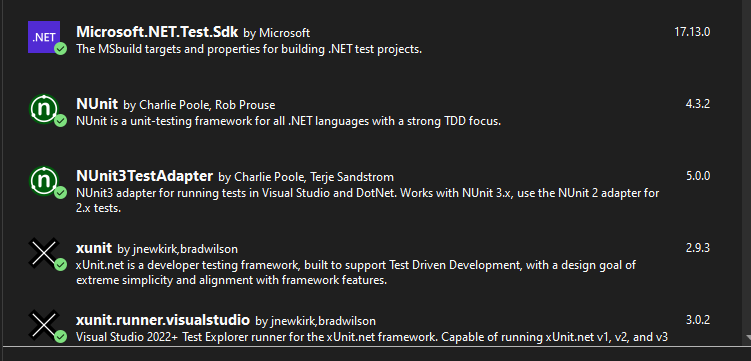 .NET
Microsoft.NET.Test.Sdk by Microsoft 17.13.0
The MSbuild targets and properties for building .NET test projects.
n
NUnit by Charlie Poole, Rob Prouse 4.3.2
NUnit is a unit-testing framework for all .NET languages with a strong TDD focus.
n
NUnit3TestAdapter by Charlie Poole, Terje Sandstrom 5.0.0
NUnit3 adapter for running tests in Visual Studio and DotNet. Works with NUnit 3.x, use the NUnit 2 adapter for
2.x tests.
xunit by jnewkirk,bradwilson 2.9.3
xUnit.net is a developer testing framework, built to support Test Driven Development, with a design goal of
extreme simplicity and alignment with framework features.
xunit.runner.visualstudio by jnewkirk,bradwilson 3.0.2
Visual Studio 2022+ Test Explorer runner for the xUnit.net framework. Capable of running xUnit.net v1, v2, and v3